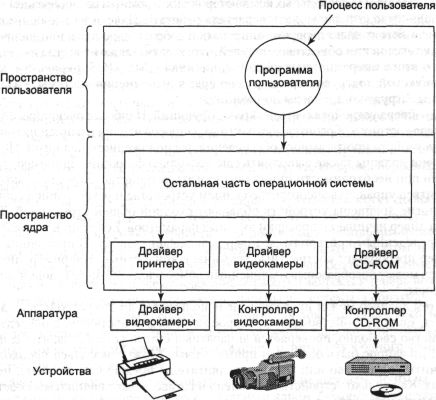 Процесс пользователя
Пространство
пользователя
Программа
пользователя
Остальная часть операционной системы
Пространство
ядра
Драйвер
принтера
Драйвер
видеокамеры
Драйвер
CD-ROM
Аппаратура
Драйвер
видеокамеры
Контроллер
видеокамеры
Контроллер
CD-ROM
Устройства